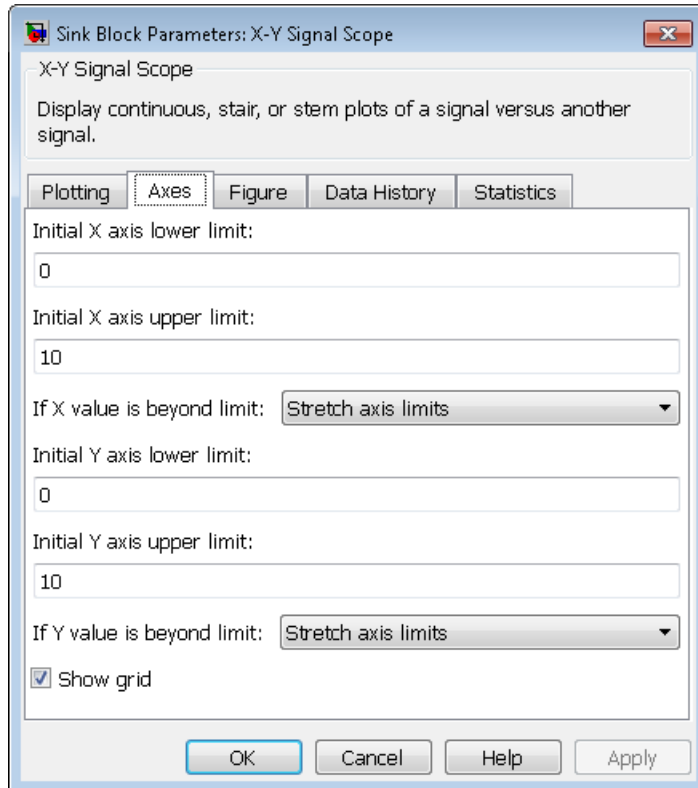 Sink Block Parameters: X-Y Signal Scope
X-Y Signal Scope
Display continuous, stair, or stem plots of a signal versus another
signal.
Plotting Axes Figure Data History Statistics
Initial X axis lower limit:
0
Initial X axis upper limit:
10
If X value is beyond limit: Stretch axis limits
Initial Y axis lower limit:
0
Initial Y axis upper limit:
10
If Y value is beyond limit: Stretch axis limits
Show grid
OK Cancel Help Apply